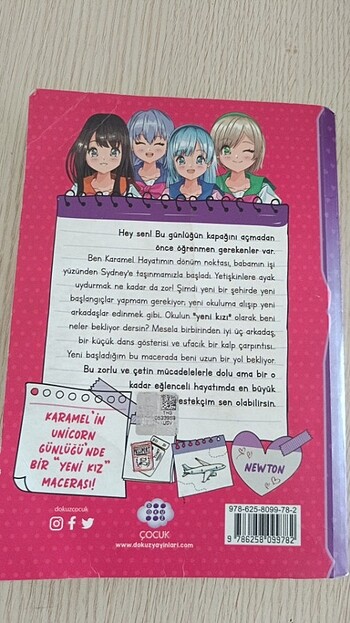 Hey sen! Bu günlüğün kapağını açmadan
önce öğrenmen gerekenler var.
Ben Karamel. Hayatımın dönüm noktası, babamın işi
yüzünden Sydney'e taşınmamızla başladı. Yetişkinlere ayak
uydurmak ne kadar da zor! Şimdi yeni bir şehirde yeni
başlangıçlar yapmam gerekiyor; yeni okuluma alışıp yeni
arkadaşlar edinmek gibi. Okulun "yeni kızı" olarak beni
neler bekliyor dersin? Mesela birbirinden iyi üç arkadaş,
bir küçük dans gösterisi ve ufacık bir kalp çarpıntısı.
Yeni başladığım bu macerada beni uzun bir yol bekliyor.
Bu zorlu ve çetin mücadelelerle dolu ama bir o
kadar eğlenceli hayatımda en büyük
destekçim sen olabilirsin.
KARAMEL'İN
UNICORN
GÜNLÜĞÜ'NDE
BİR "YENİ KIZ"
MACERASI!
NEWTON
dokuzcocuk
ÇOCUK
www.dokuzyayinlari.com
978-625-8099-78-2
9 786258 099782